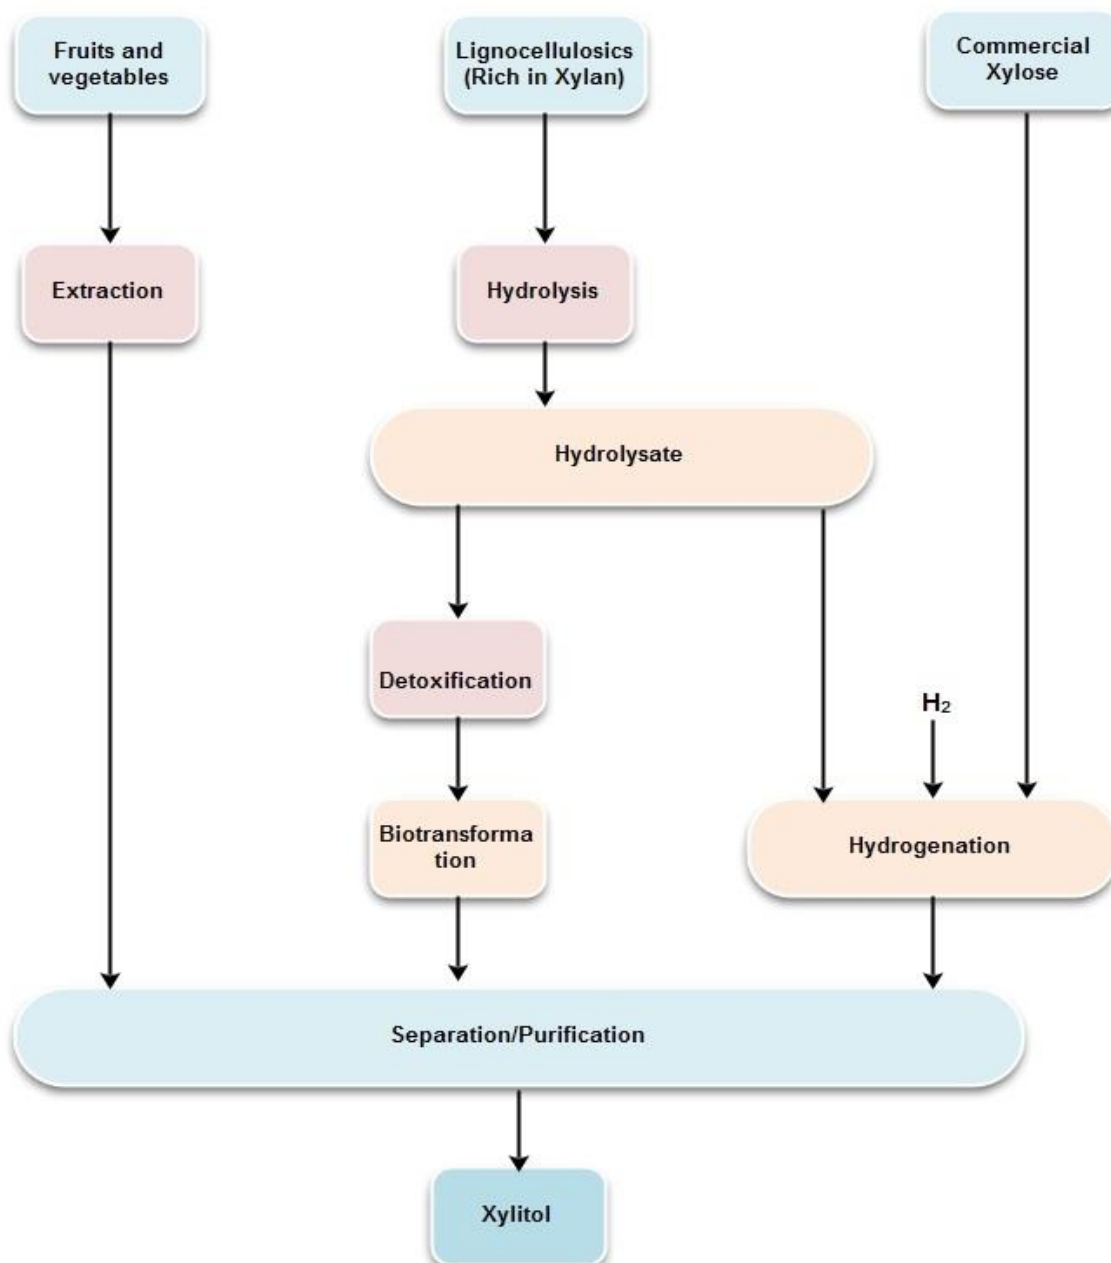 Fruits and
vegetables
Lignocellulosics
(Rich in Xylan)
Commercial
Xylose
Extraction
Hydrolysis
Hydrolysate
Detoxification
H₂
Biotransforma
tion
Hydrogenation
Separation/Purification
Xylitol